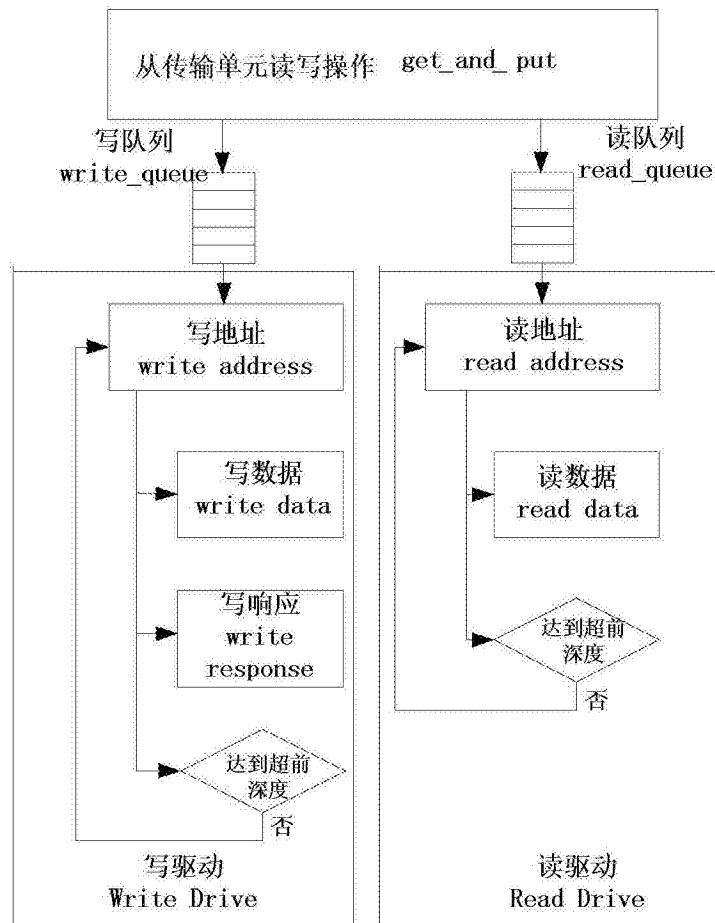 从传输单元读写操作 get_and_ put
写队列
write_queue
读队列
read_queue
写地址
write address
写数据
write data
写响应
write
response
达到超前
深度
否
写驱动
Write Drive
读地址
read address
读数据
read data
达到超前
深度
否
读驱动
Read Drive